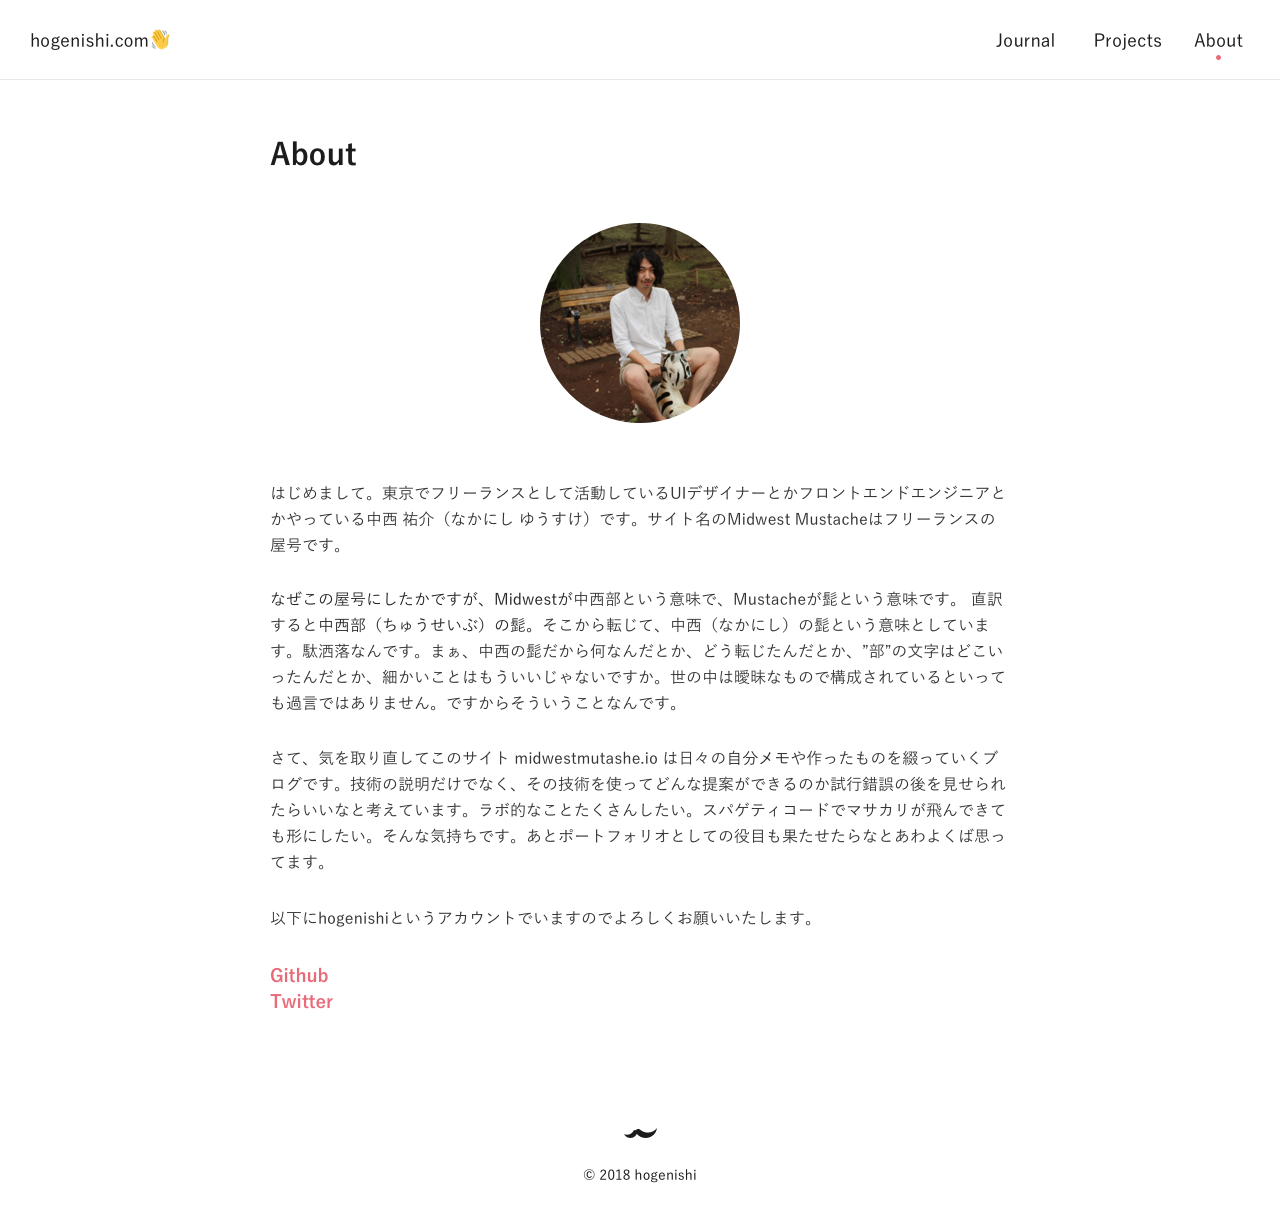 hogenishi.com👋
Journal
Projects
About
About
はじめまして。東京でフリーランスとして活動しているUIデザイナーとかフロントエンドエンジニアと
かやっている中西 祐介（なかにし ゆうすけ）です。サイト名のMidwest Mustacheはフリーランスの
屋号です。
なぜこの屋号にしたかですが、Midwestが中西部という意味で、Mustacheが髭という意味です。 直訳
すると中西部（ちゅうせいぶ）の髭。そこから転じて、中西（なかにし）の髭という意味としていま
す。駄洒落なんです。まぁ、中西の髭だから何なんだとか、どう転じたんだとか、”部”の文字はどこい
ったんだとか、細かいことはもういいじゃないですか。世の中は曖昧なもので構成されているといって
も過言ではありません。ですからそういうことなんです。
さて、気を取り直してこのサイト midwestmutashe.io は日々の自分メモや作ったものを綴っていくブ
ログです。技術の説明だけでなく、その技術を使ってどんな提案ができるのか試行錯誤の後を見せられ
たらいいなと考えています。ラボ的なことたくさんしたい。スパゲティコードでマサカリが飛んできて
も形にしたい。そんな気持ちです。あとポートフォリオとしての役目も果たせたらなとあわよくば思っ
てます。
以下にhogenishiというアカウントでいますのでよろしくお願いいたします。
Github
Twitter
© 2018 hogenishi